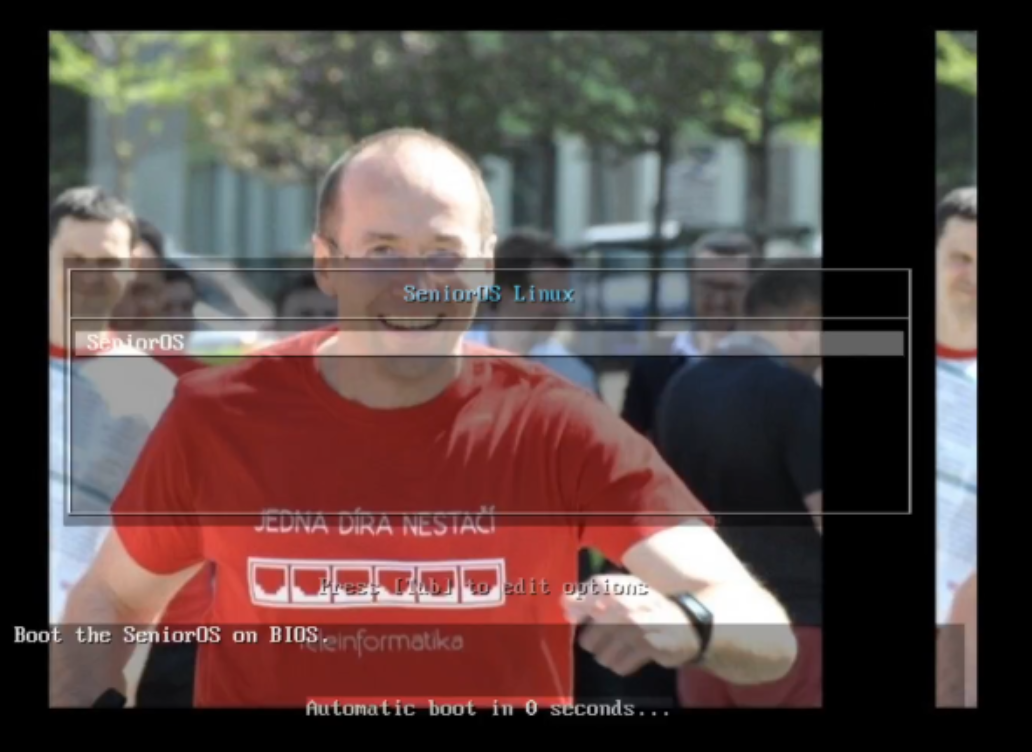 SeniorOS Linux
SeniorOS
JEDNA DÍRA NESTAČÍ
Press [Tab] to edit options
Boot the SeniorOS on BIOS.
Teleinformatika
Automatic boot in 0 seconds...